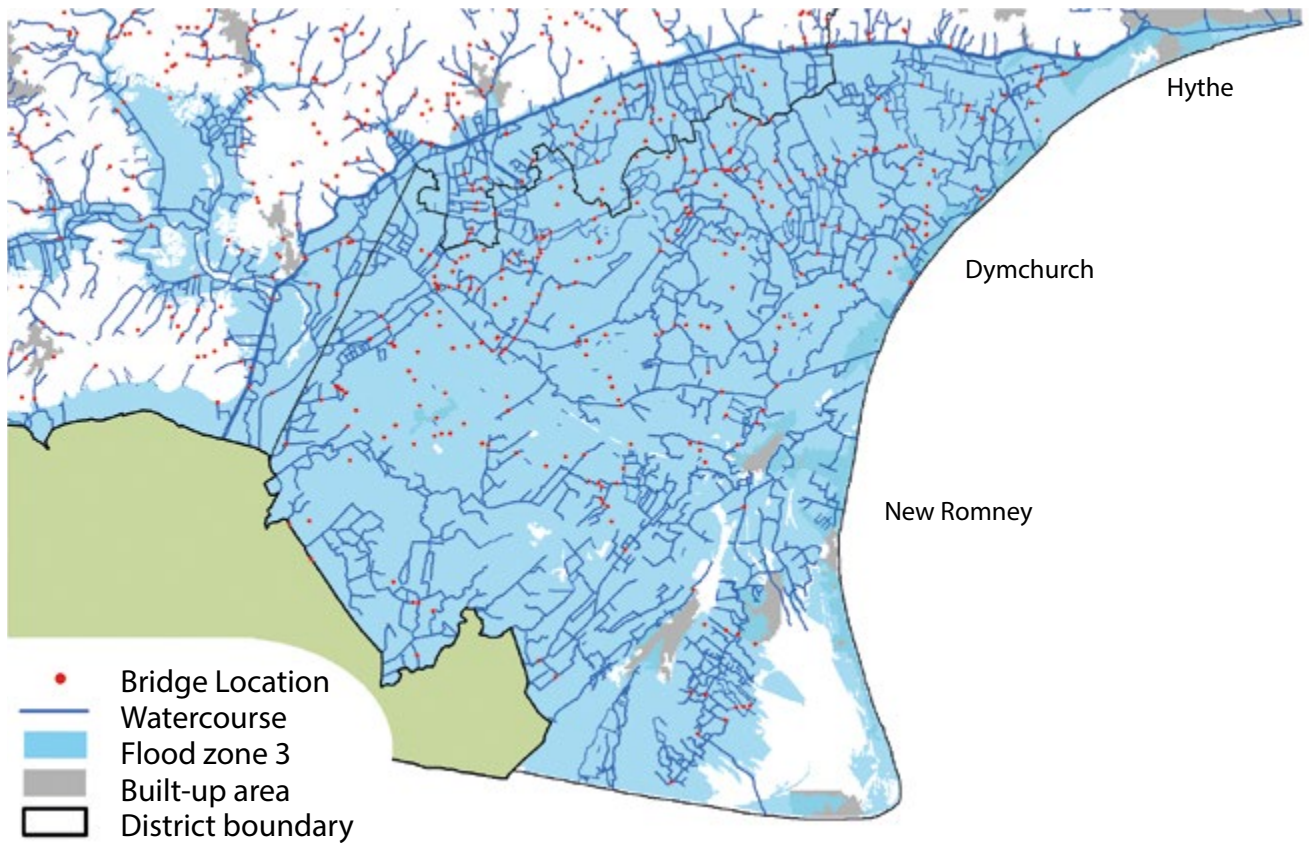 Hythe
Dymchurch
New Romney
Bridge Location
Watercourse
Flood zone 3
Built-up area
District boundary